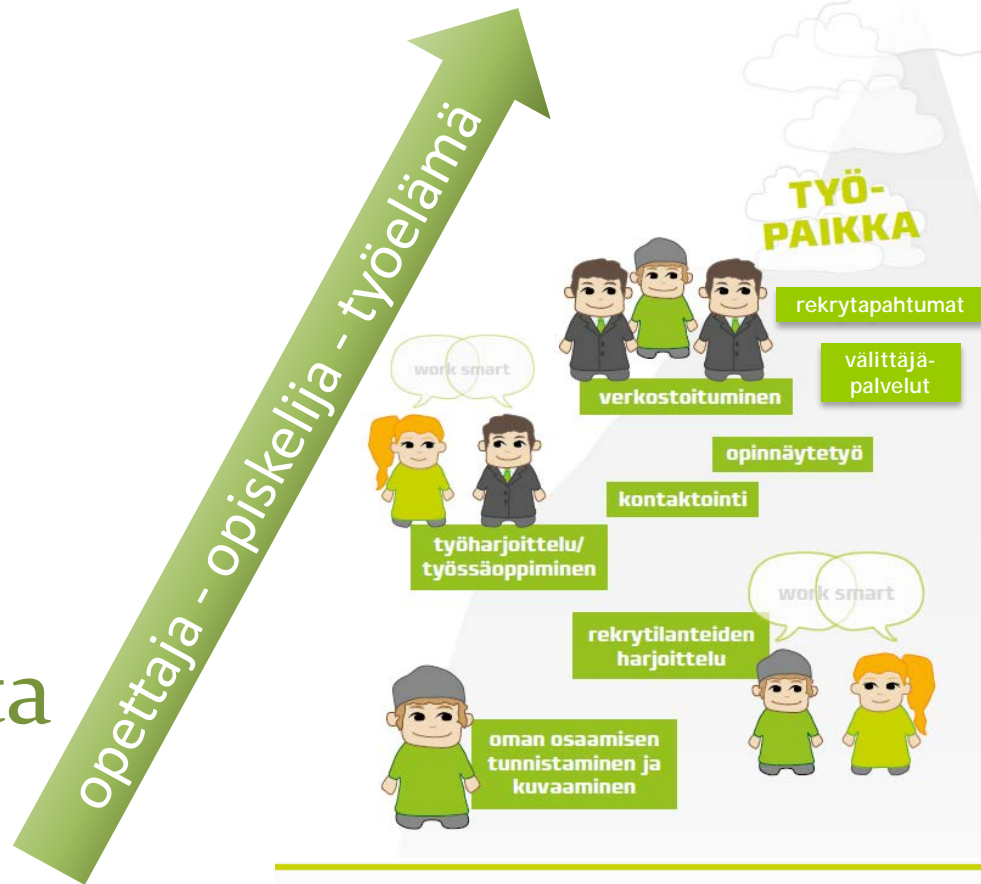 opettaja - opiskelija - työelämä
TYÖ-
PAIKKA
rekrytapahtumat
välittäjä-
palvelut
work smart
verkostoituminen
opinnäytetyö
kontaktointi
työharjoittelu/
työssäoppiminen
work smart
rekrytilanteiden
harjoittelu
oman osaamisen
tunnistaminen ja
kuvaaminen